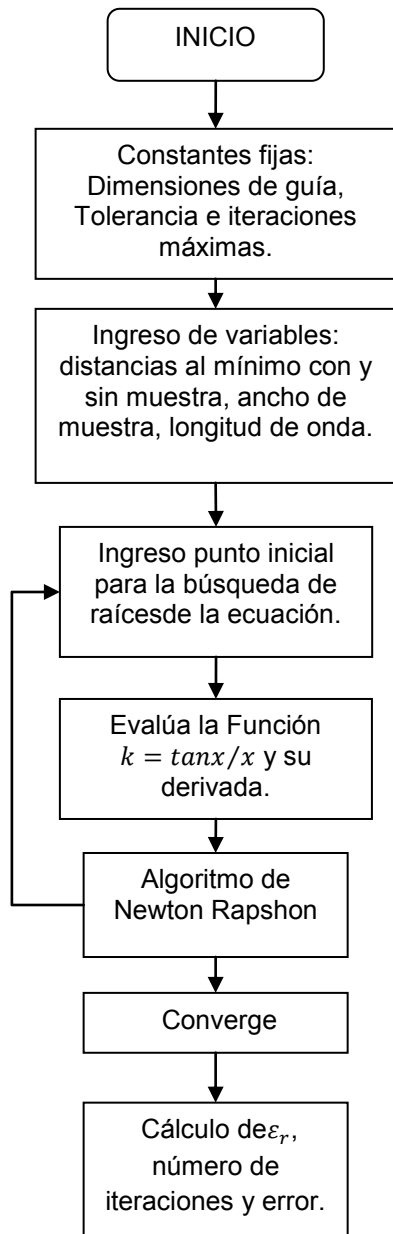 INICIO
Constantes fijas:
Dimensiones de guía,
Tolerancia e iteraciones
máximas.
Ingreso de variables:
distancias al mínimo con y
sin muestra, ancho de
muestra, longitud de onda.
Ingreso punto inicial
para la búsqueda de
raícesde la ecuación.
Evalúa la Función
k = tanx/x y su
derivada.
Algoritmo de
Newton Rapshon
Converge
Cálculo deεᵣ,
número de
iteraciones y error.